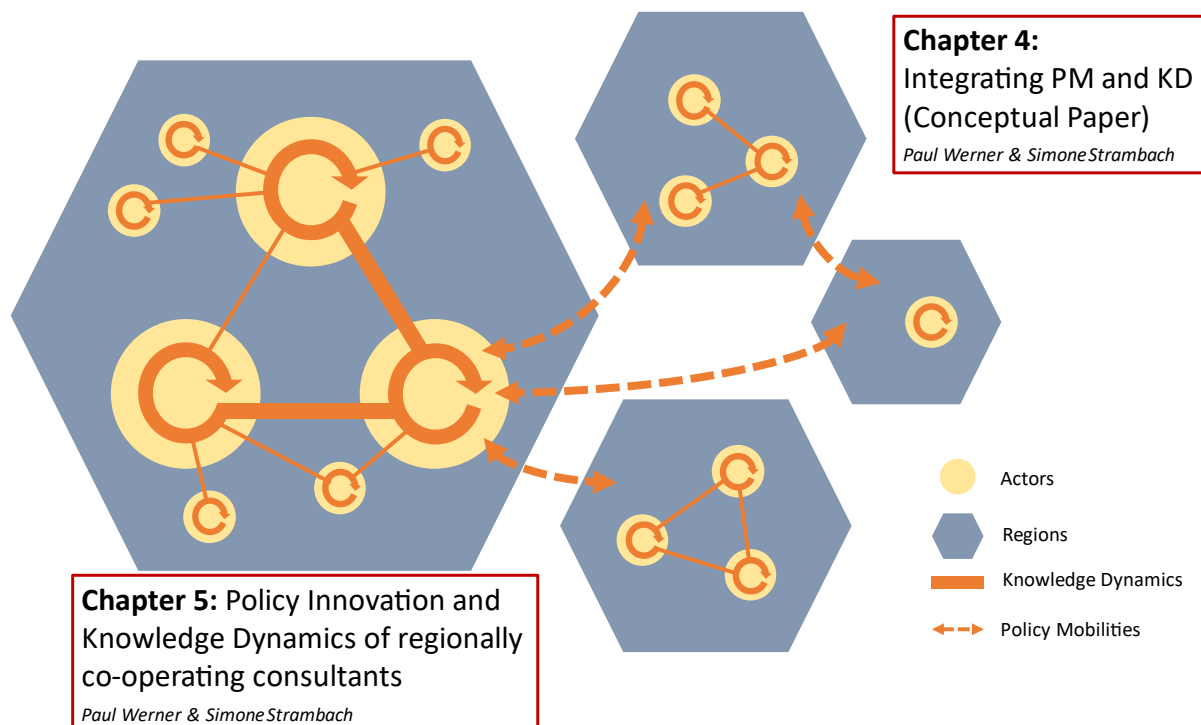 Chapter 4:
Integrating PM and KD
(Conceptual Paper)
Paul Werner & Simone Strambach
Actors
Regions
Knowledge Dynamics
Policy Mobilities
Chapter 5: Policy Innovation and
Knowledge Dynamics of regionally
co-operating consultants
Paul Werner & Simone Strambach